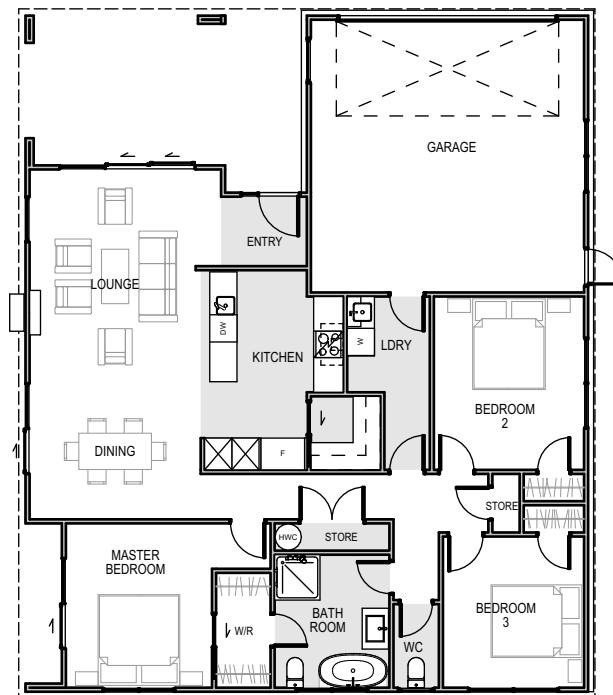 GARAGE
ENTRY
LOUNGE
DW
KITCHEN
W
LDRY
BEDROOM
2
DINING
F
STORE
HWC
STORE
MASTER
BEDROOM
W/R
BATH
ROOM
WC
BEDROOM
3